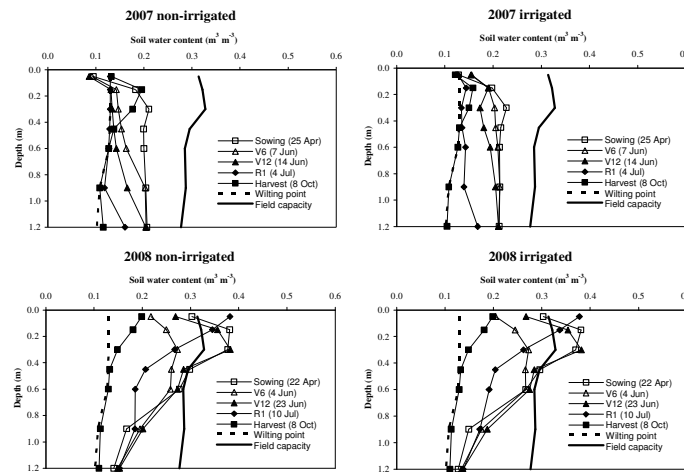 2007 non-irrigated
Soil water content (m³ m⁻³)
0.0 0.1 0.2 0.3 0.4 0.5 0.6
0.0
0.2
0.4
0.6
0.8
1.0
1.2
Depth (m)
Sowing (25 Apr)
V6 (7 Jun)
V12 (14 Jun)
R1 (4 Jul)
Harvest (8 Oct)
Wilting point
Field capacity
2007 irrigated
Soil water content (m³ m⁻³)
0.0 0.1 0.2 0.3 0.4 0.5 0.6
0.0
0.2
0.4
0.6
0.8
1.0
1.2
Depth (m)
Sowing (25 Apr)
V6 (7 Jun)
V12 (14 Jun)
R1 (4 Jul)
Harvest (8 Oct)
Wilting point
Field capacity
2008 non-irrigated
Soil water content (m³ m⁻³)
0.0 0.1 0.2 0.3 0.4 0.5 0.6
0.0
0.2
0.4
0.6
0.8
1.0
1.2
Depth (m)
Sowing (22 Apr)
V6 (4 Jun)
V12 (23 Jun)
R1 (10 Jul)
Harvest (8 Oct)
Wilting point
Field capacity
2008 irrigated
Soil water content (m³ m⁻³)
0.0 0.1 0.2 0.3 0.4 0.5 0.6
0.0
0.2
0.4
0.6
0.8
1.0
1.2
Depth (m)
Sowing (22 Apr)
V6 (4 Jun)
V12 (23 Jun)
R1 (10 Jul)
Harvest (8 Oct)
Wilting point
Field capacity